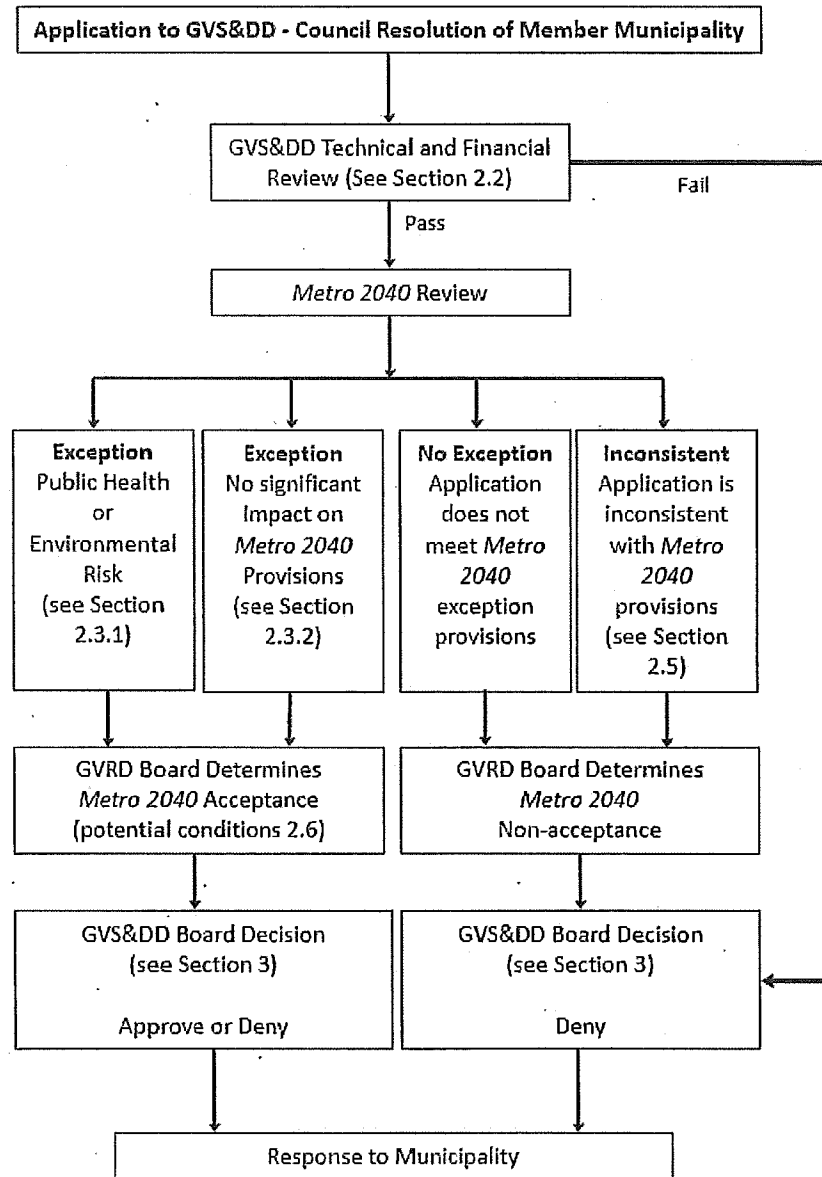 Application to GVS&DD - Council Resolution of Member Municipality
GVS&DD Technical and Financial
Review (See Section 2.2)
Fail
Pass
Metro 2040 Review
Exception
Public Health
or
Environmental
Risk
(see Section
2.3.1)
Exception
No significant
Impact on
Metro 2040
Provisions
(see Section
2.3.2)
No Exception
Application
does not
meet Metro
2040
exception
provisions
Inconsistent
Application is
inconsistent
with Metro
2040
provisions
(see Section
2.5)
GVRD Board Determines
Metro 2040 Acceptance
(potential conditions 2.6)
GVRD Board Determines
Metro 2040
Non-acceptance
GVS&DD Board Decision
(see Section 3)
Approve or Deny
GVS&DD Board Decision
(see Section 3)
Deny
Response to Municipality